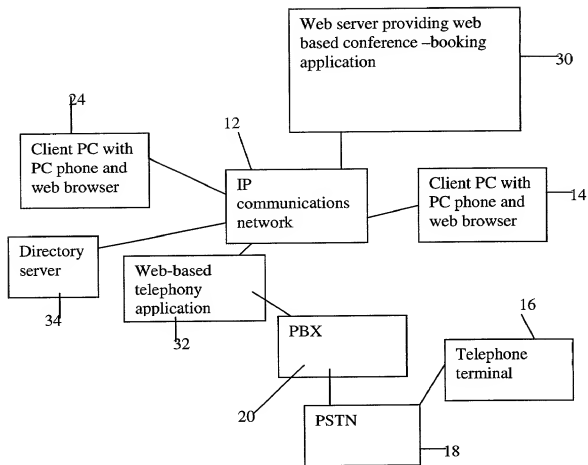 Web server providing web
based conference –booking
application
30
24
12
Client PC with
PC phone and
web browser
IP
communications
network
Client PC with
PC phone and
web browser
14
Directory
server
34
Web-based
telephony
application
32
PBX
20
16
Telephone
terminal
PSTN
18